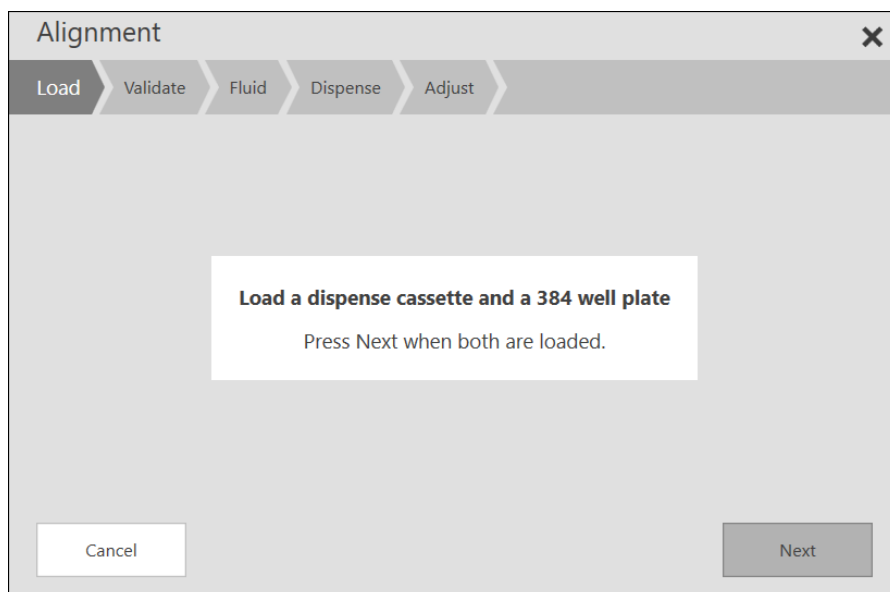 Alignment
Load Validate Fluid Dispense Adjust
Load a dispense cassette and a 384 well plate
Press Next when both are loaded.
Cancel Next